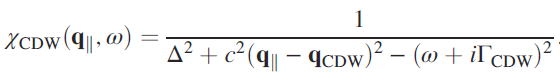 χ_CDW(q_∥, ω) = 1 / (Δ² + c²(q_∥ − q_CDW)² − (ω + iΓ_CDW)²)